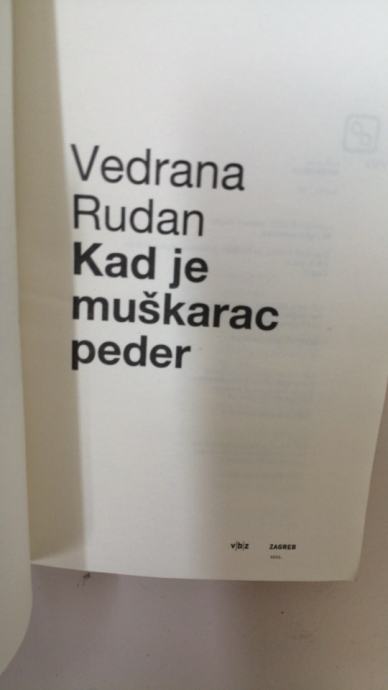 Vedrana
Rudan
Kad je
muškarac
peder
v|b|z ZAGREB